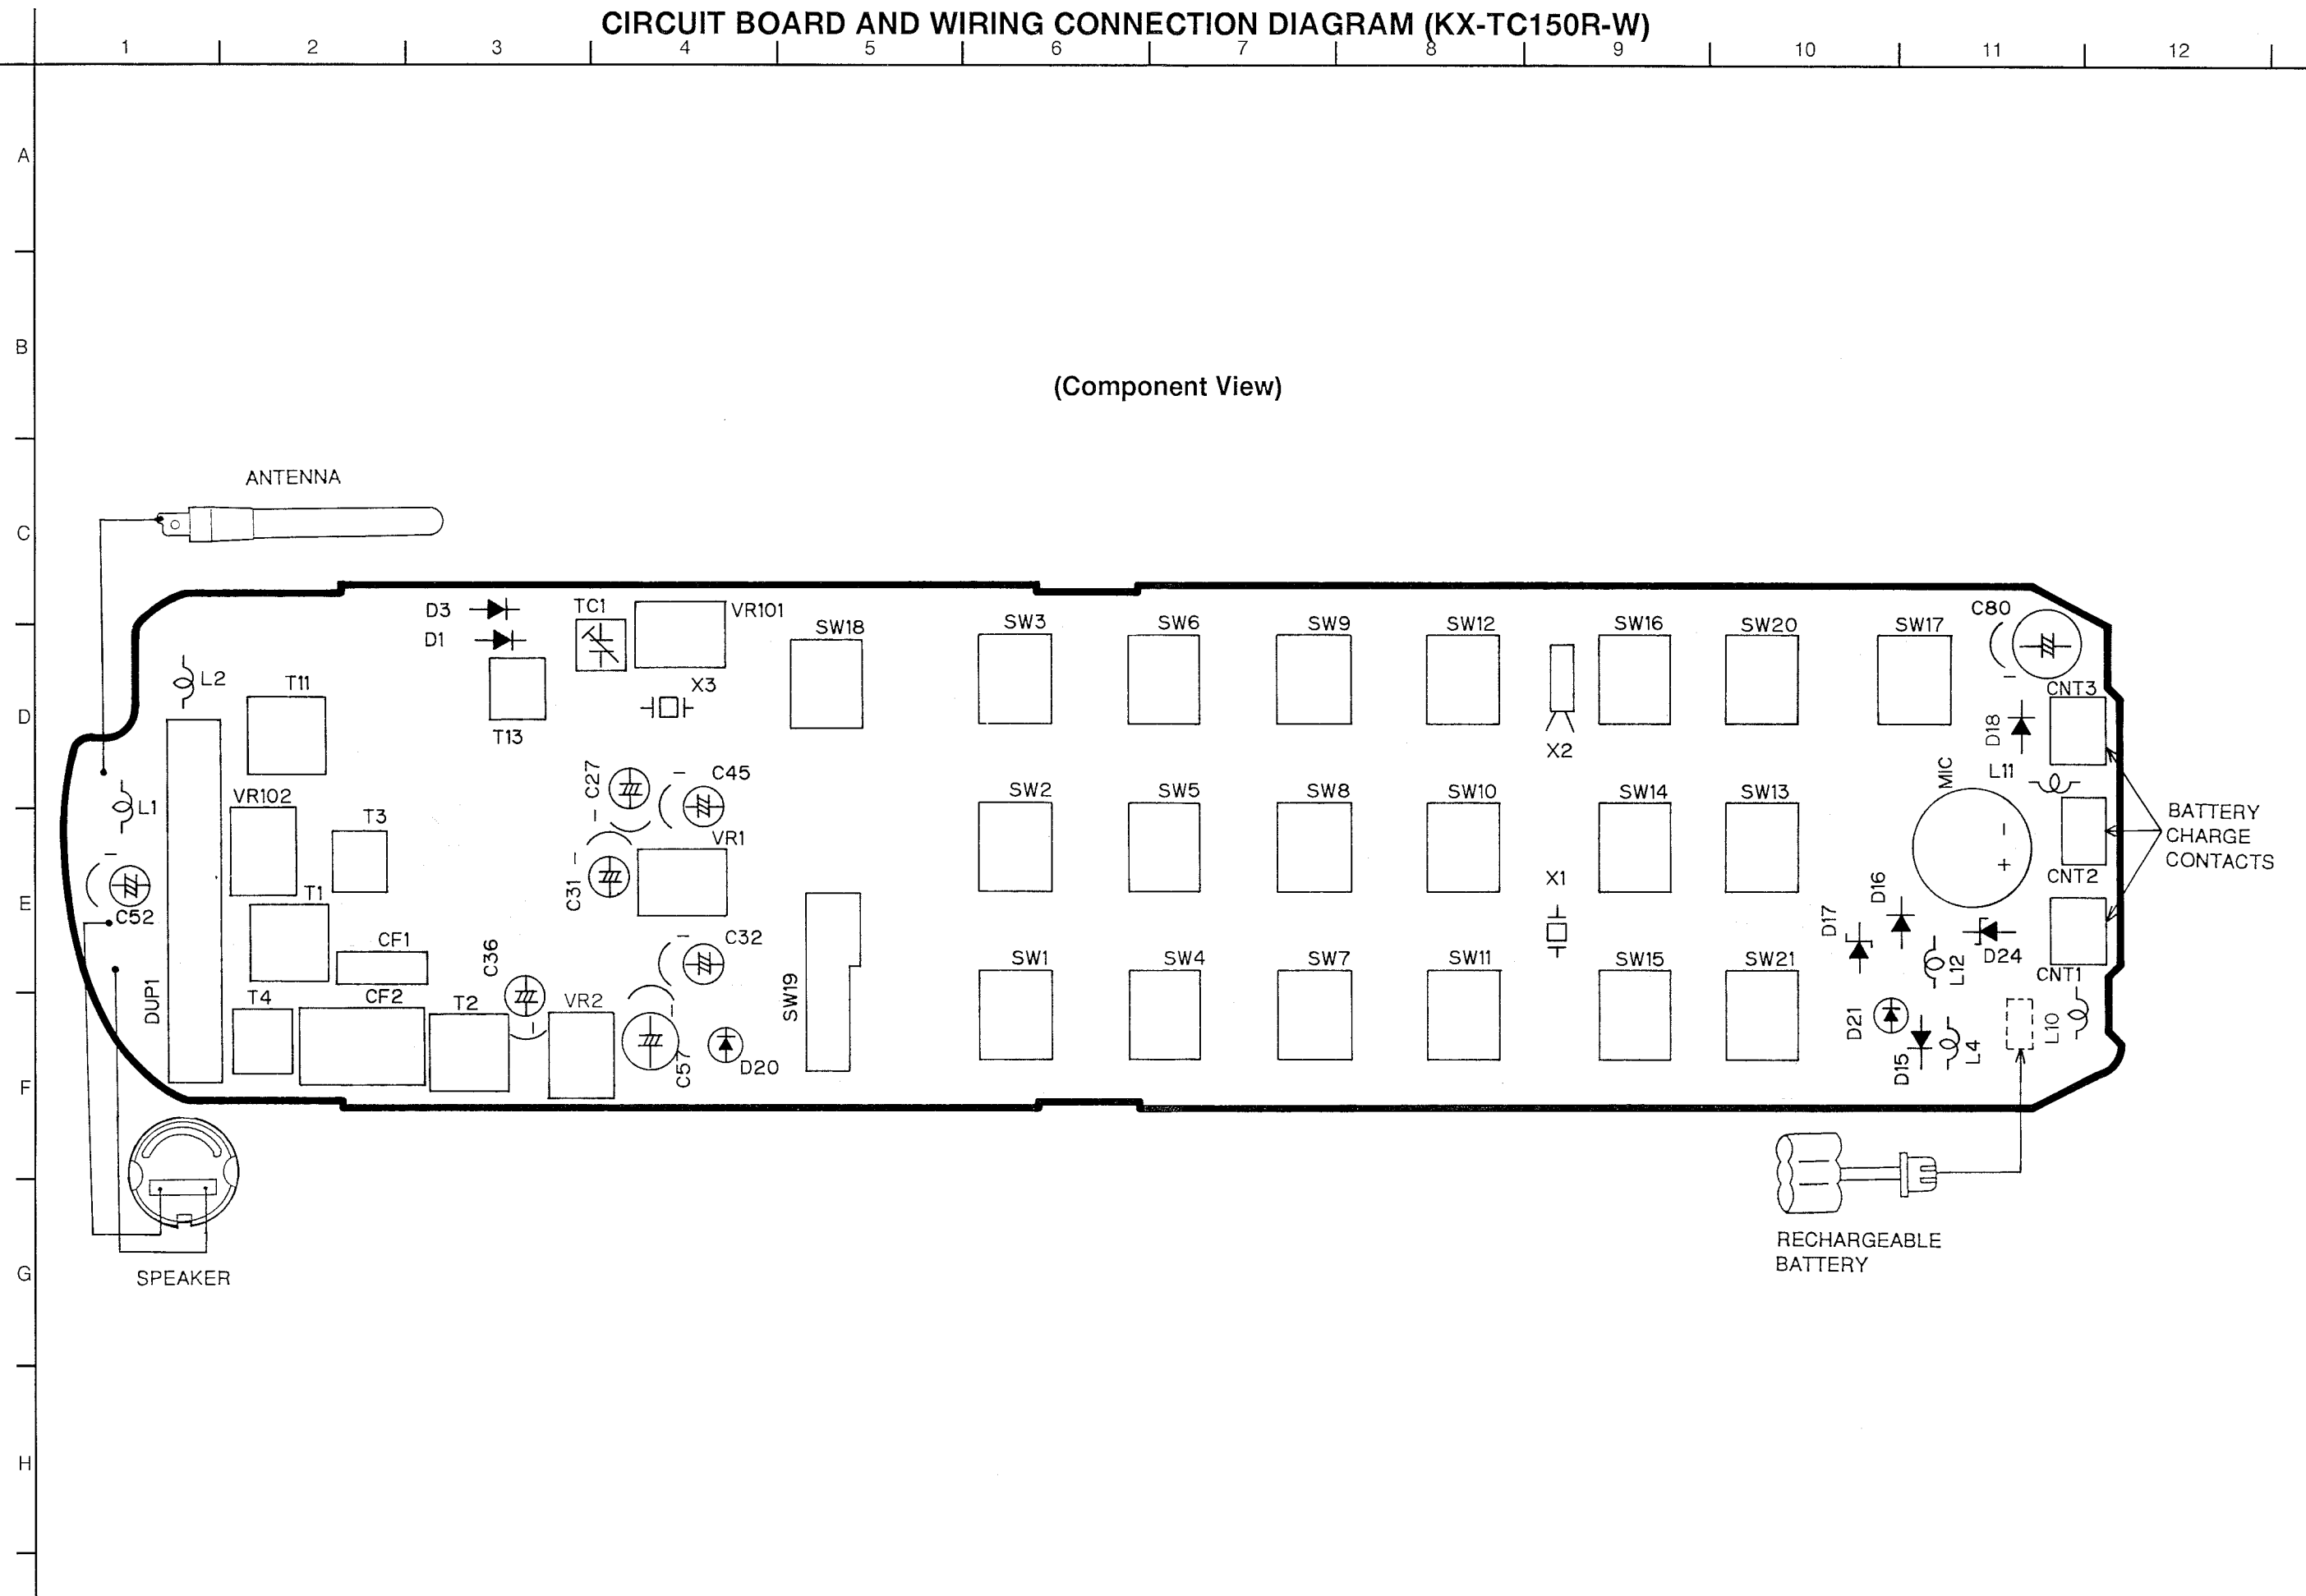 CIRCUIT BOARD AND WIRING CONNECTION DIAGRAM (KX-TC150R-W)
1 2 3 4 5 6 7 8 9 10 11 12
A
B
(Component View)
ANTENNA
C
D3 TC1 VR101 C80
D1 SW18 SW3 SW6 SW9 SW12 SW16 SW20 SW17
L2 T11 X3 CNT3
D
T13 D18 X2
C27 C45 L11 MIC
L1 VR102 T3 SW2 SW5 SW8 SW10 SW14 SW13
BATTERY
CHARGE
CONTACTS
VR1
C31 X1 CNT2
E
T1 D16
C52 D17
CF1 C36 C32 D24
SW1 SW4 SW7 SW11 SW15 SW21 L12 CNT1
DUP1 T4 CF2 T2 VR2 SW19
D21 L10
C57 D20 D15 L4
F
RECHARGEABLE
BATTERY
G
SPEAKER
H